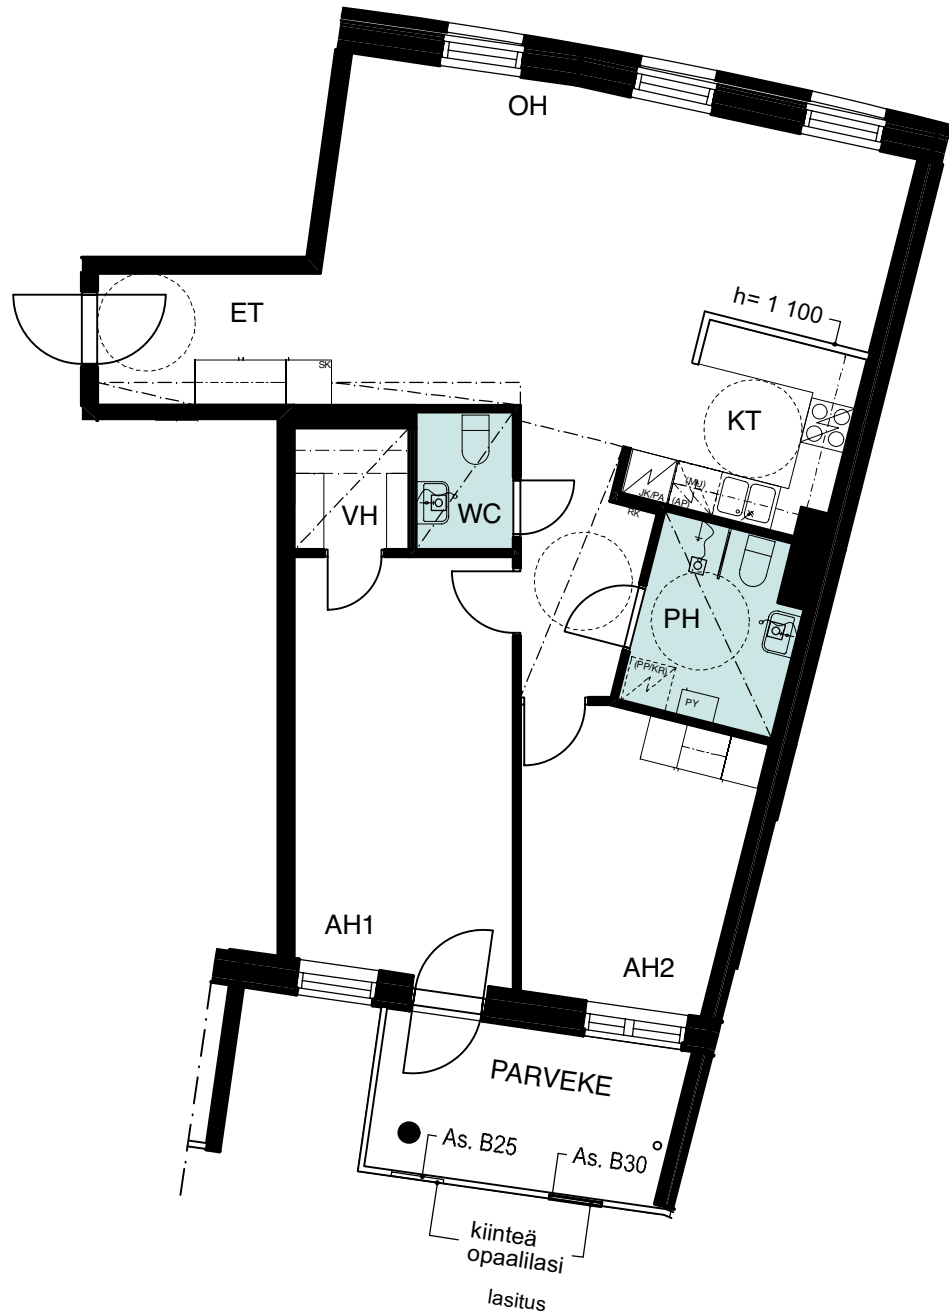 OH
h= 1 100
ET
SK
KT
(MU)
JK/PA
(AP)
RK
VH
WC
PH
(PP/KR)
PY
AH1
AH2
PARVEKE
As. B25
As. B30
kiinteä
opaalilasi
lasitus